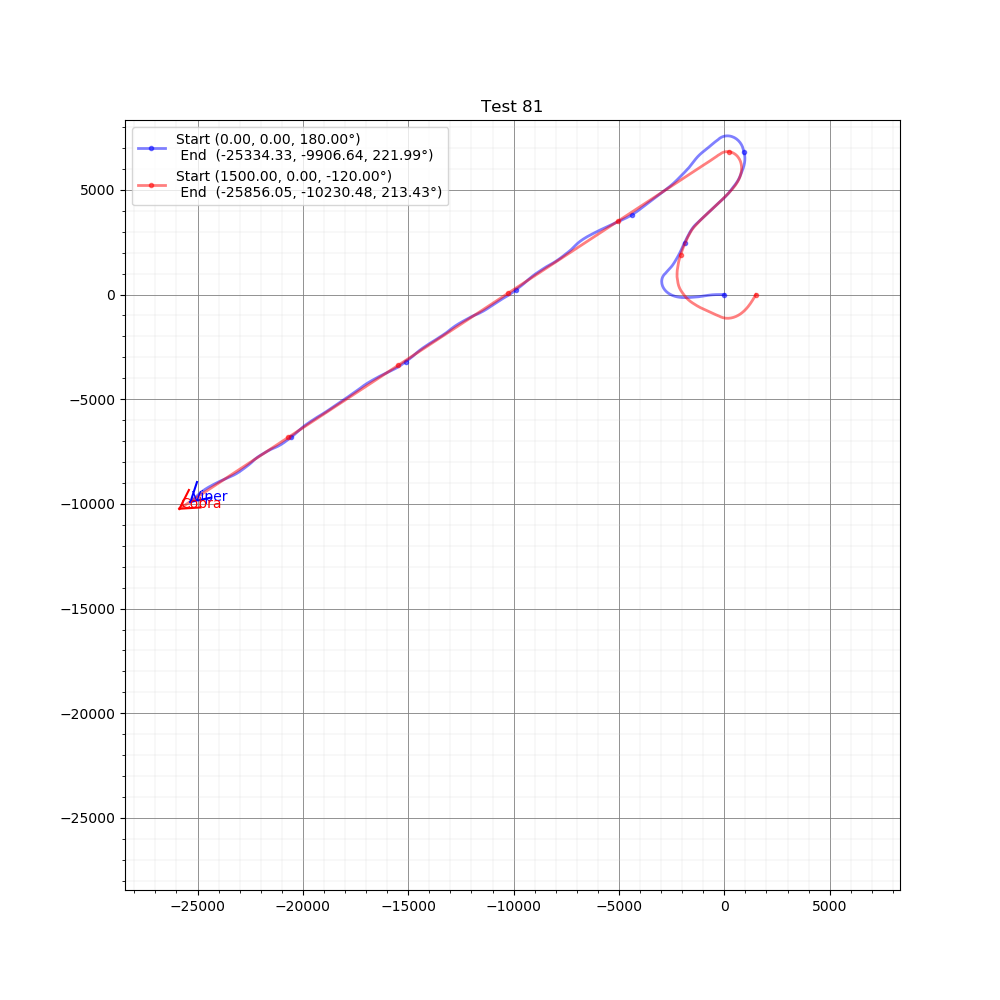 Test 81
Start (0.00, 0.00, 180.00°)
End (-25334.33, -9906.64, 221.99°)
Start (1500.00, 0.00, -120.00°)
End (-25856.05, -10230.48, 213.43°)
5000
0
−5000
−10000
−15000
−20000
−25000
Viper
Cobra
−25000
−20000
−15000
−10000
−5000
0
5000